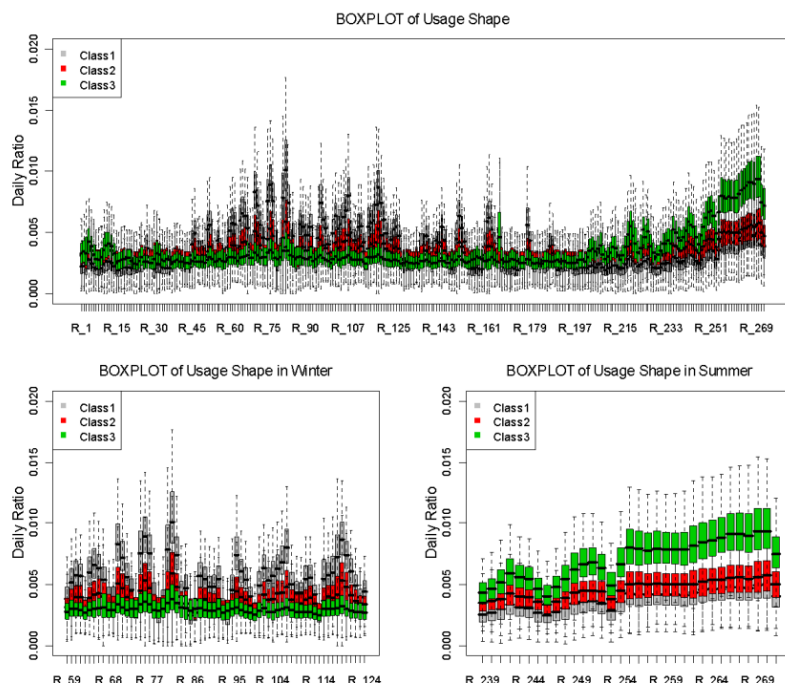 BOXPLOT of Usage Shape
Daily Ratio
0.020
0.015
0.010
0.005
0.000
Class1
Class2
Class3
R_1 R_15 R_30 R_45 R_60 R_75 R_90 R_107 R_125 R_143 R_161 R_179 R_197 R_215 R_233 R_251 R_269
BOXPLOT of Usage Shape in Winter
Daily Ratio
0.020
0.015
0.010
0.005
0.000
Class1
Class2
Class3
R_59 R_68 R_77 R_86 R_95 R_104 R_114 R_124
BOXPLOT of Usage Shape in Summer
Daily Ratio
0.020
0.015
0.010
0.005
0.000
Class1
Class2
Class3
R_239 R_244 R_249 R_254 R_259 R_264 R_269